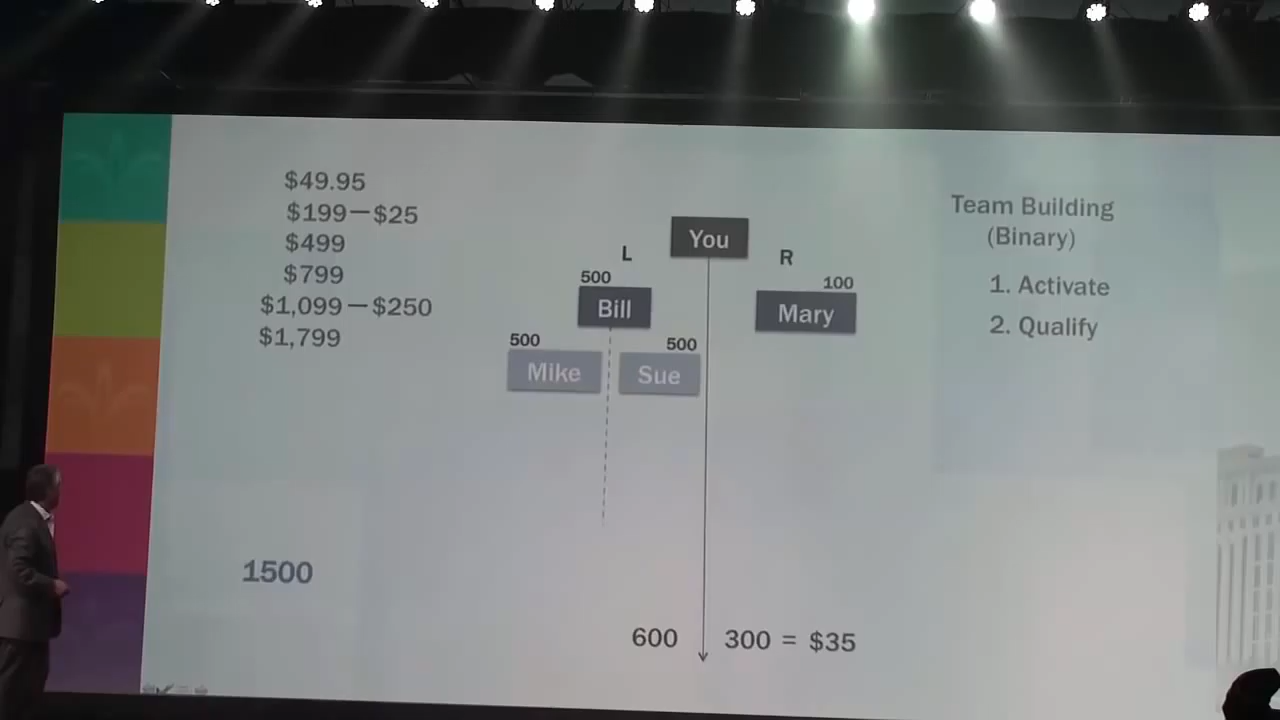 $49.95
$199—$25
$499
$799
$1,099—$250
$1,799
1500
You
L
R
500
100
Bill
Mary
500
500
Mike
Sue
600
300 = $35
Team Building
(Binary)
1. Activate
2. Qualify